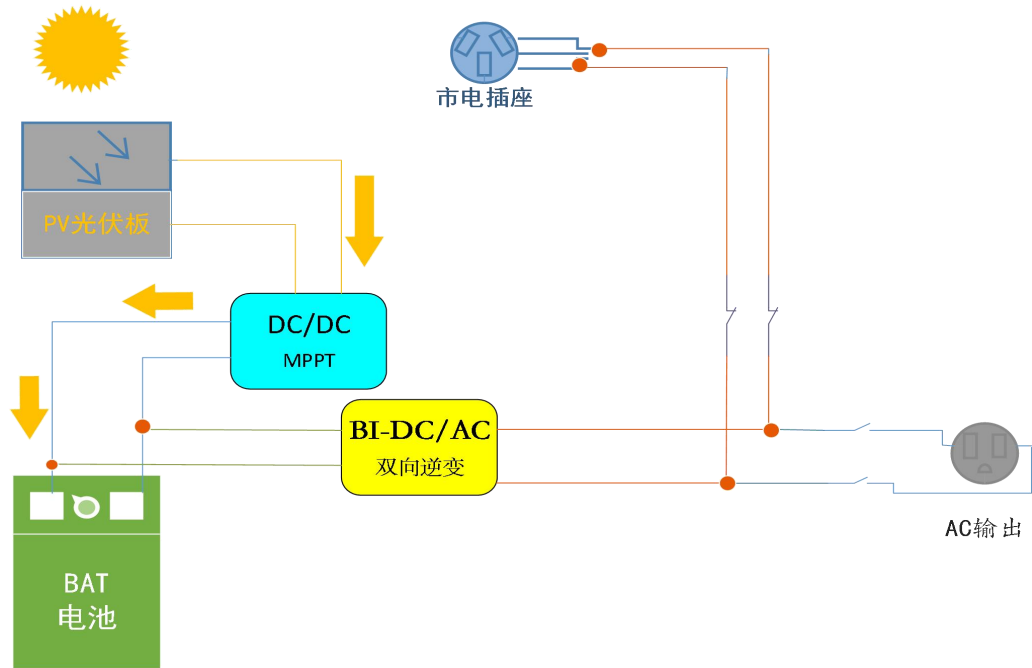 市电插座
PV光伏板
DC/DC
MPPT
BI-DC/AC
双向逆变
AC输出
BAT
电池